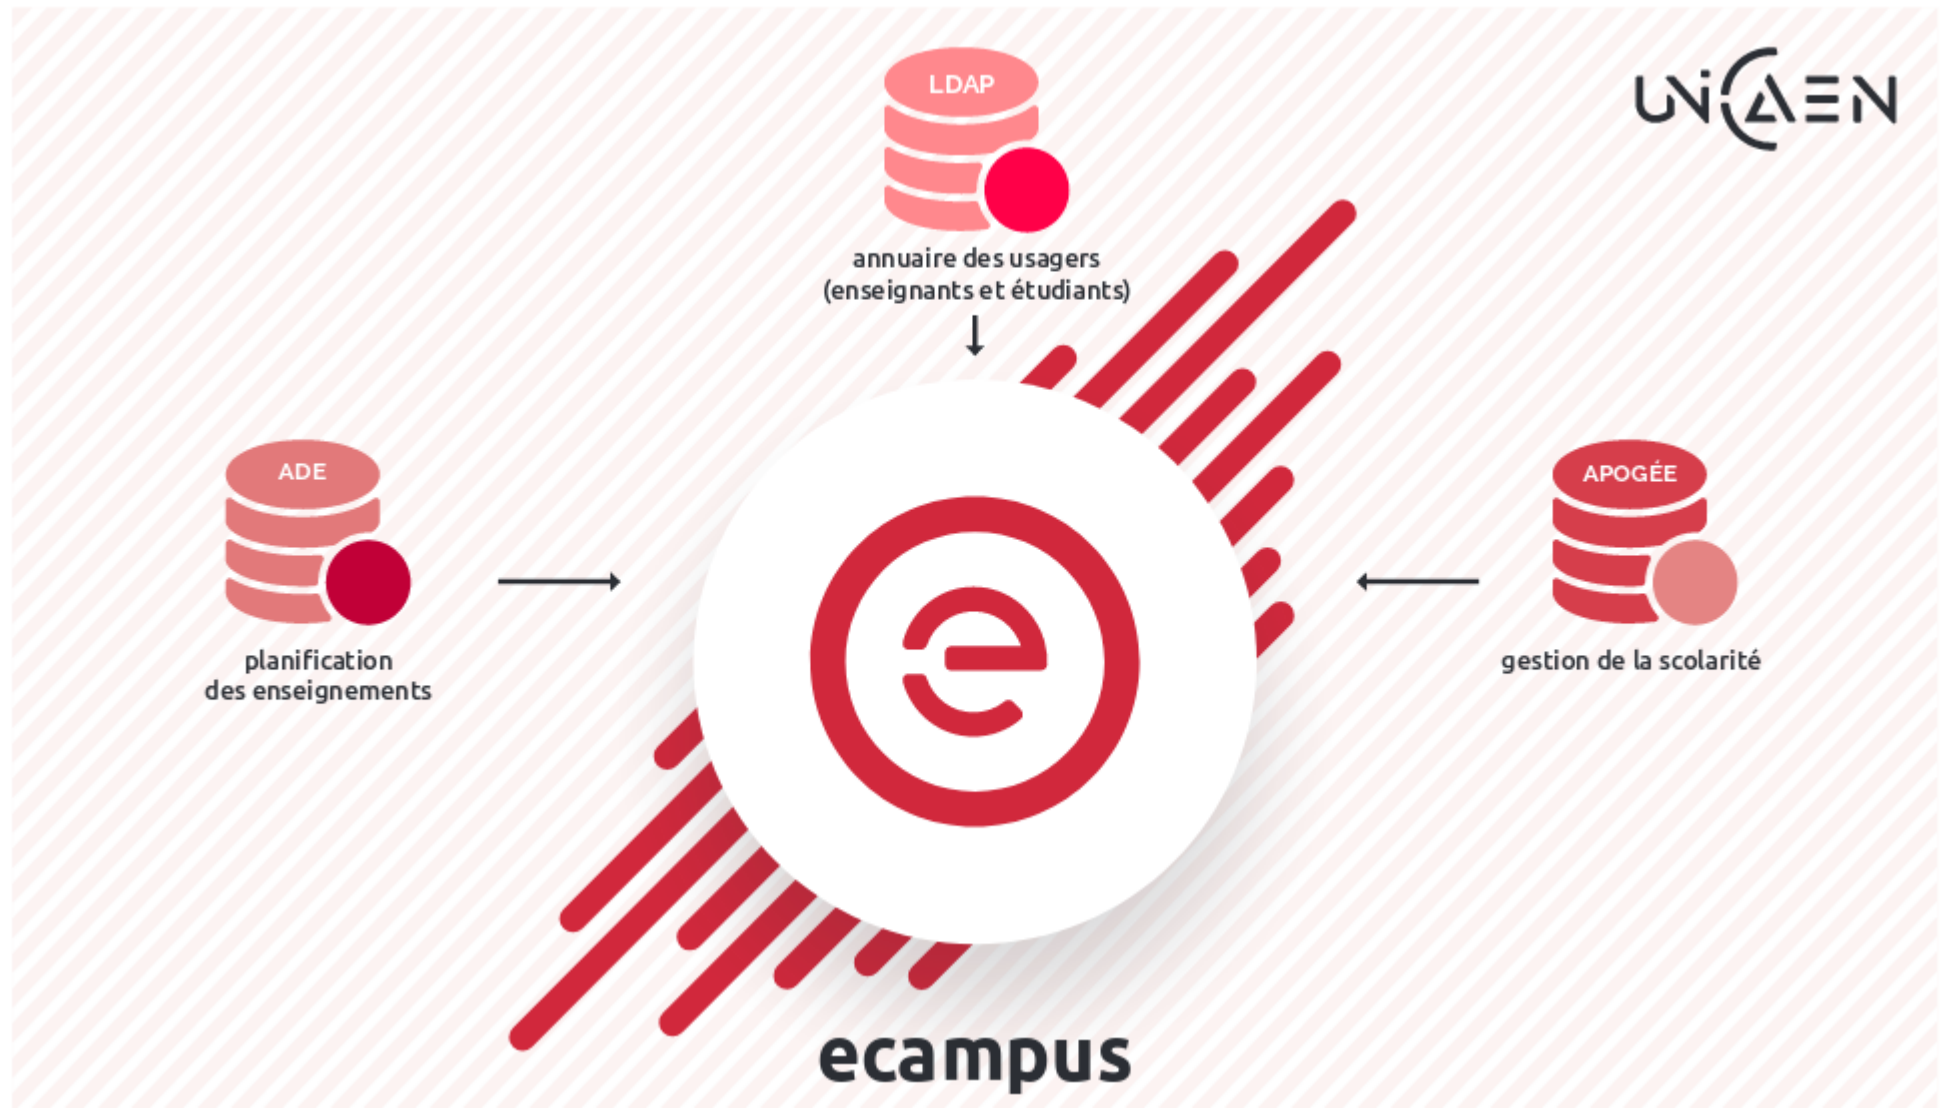 LDAP
UNICAEN
annuaire des usagers
(enseignants et étudiants)
ADE
APOGÉE
planification
des enseignements
gestion de la scolarité
e
ecampus